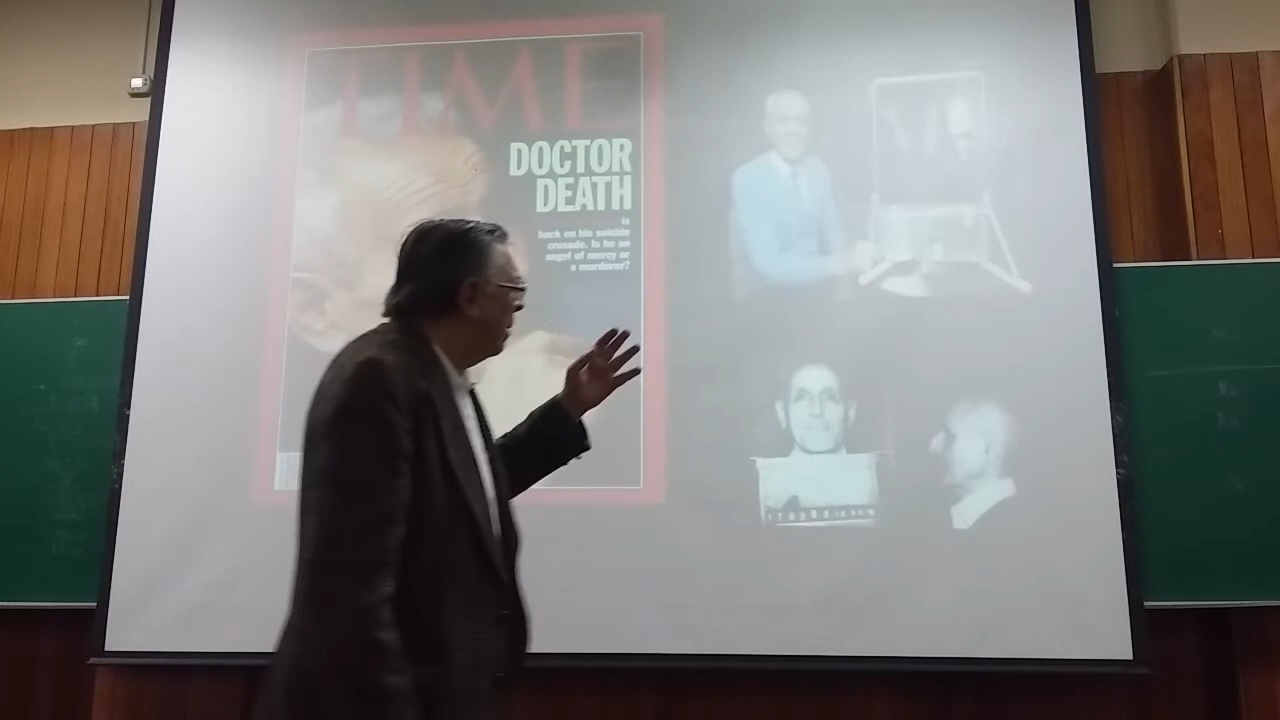 TIME
DOCTOR
DEATH
is
back on his suicide
crusade. Is he an
angel of mercy or
a murderer?